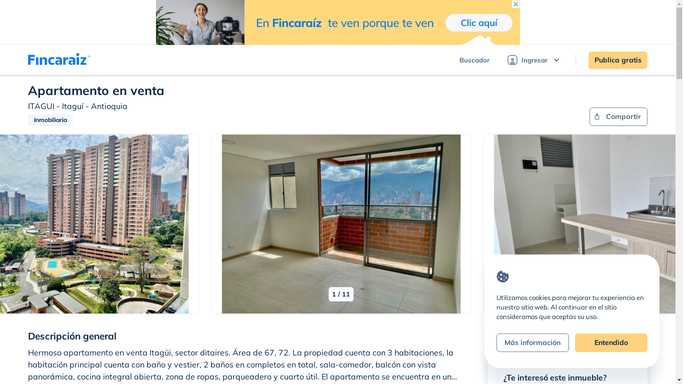 En Fincaraíz te ven porque te ven
Clic aquí
Fincaraíz
Buscador
Ingresar
Publica gratis
Apartamento en venta
ITAGUI - Itagui - Antioquia
Inmobiliaria
Compartir
1 / 11
Utilizamos cookies para mejorar tu experiencia en
nuestro sitio web. Al continuar en el sitio
consideramos que aceptas su uso.
Más información
Entendido
Descripción general
Hermoso apartamento en venta Itagüi, sector ditaires. Área de 67, 72. La propiedad cuenta con 3 habitaciones, la
habitación principal cuenta con baño y vestier, 2 baños en completos en total, sala-comedor, balcón con vista
panorámica, cocina integral abierta, zona de ropas, parqueadero y cuarto útil. El apartamento se encuentra en un...
¿Te interesó este inmueble?